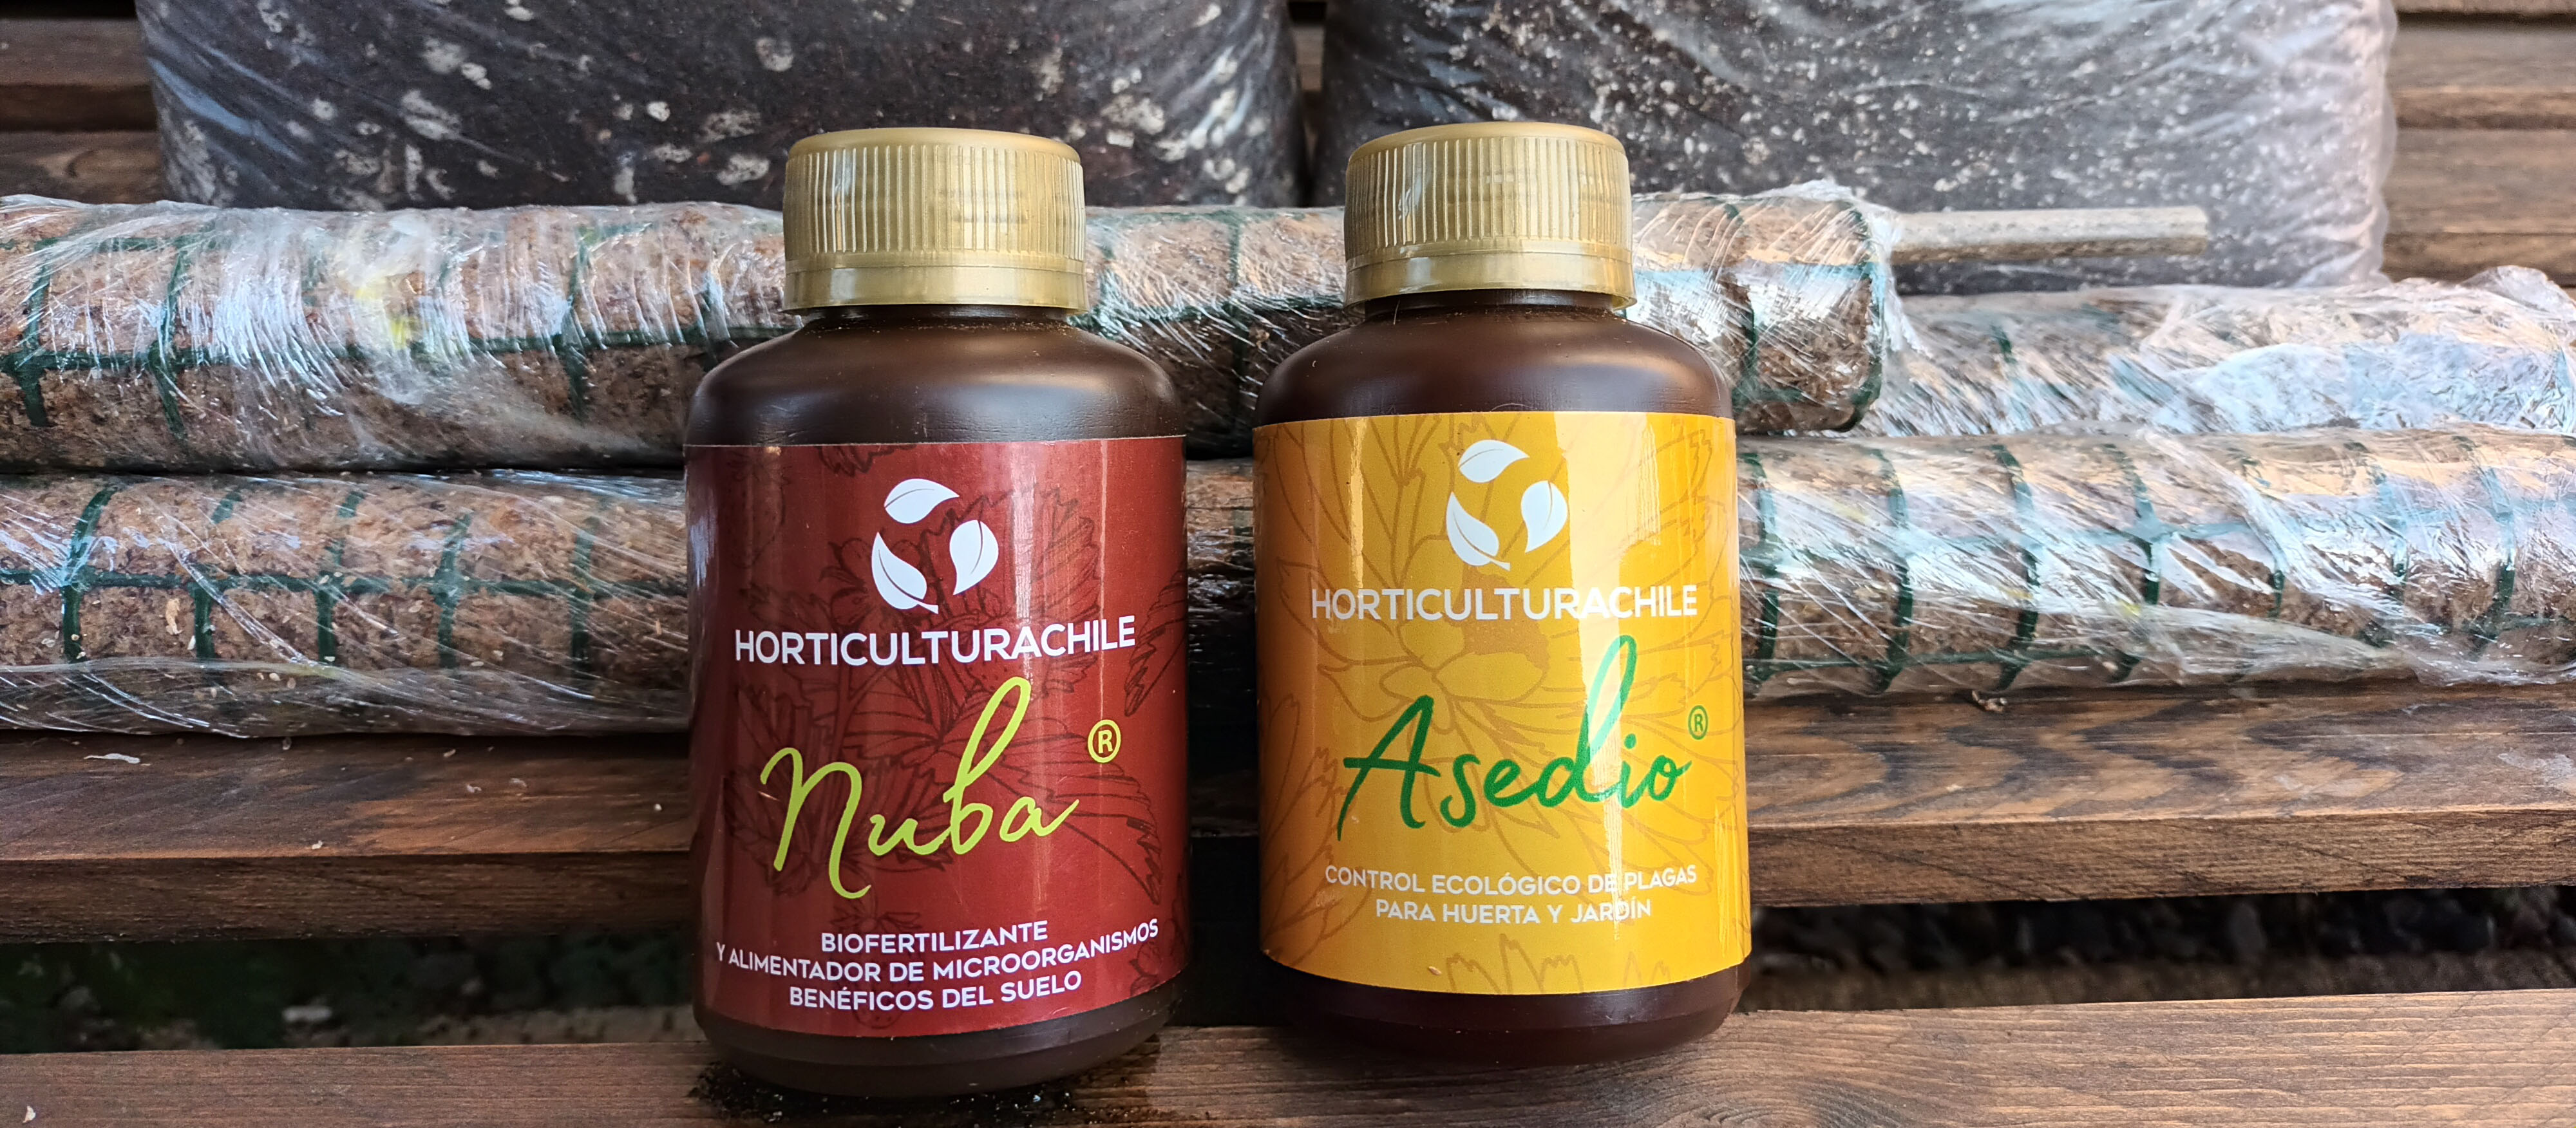 HORTICULTURACHILE
Nuba ®
BIOFERTILIZANTE
Y ALIMENTADOR DE MICROORGANISMOS
BENÉFICOS DEL SUELO
HORTICULTURACHILE
Asedio ®
CONTROL ECOLÓGICO DE PLAGAS
PARA HUERTA Y JARDÍN